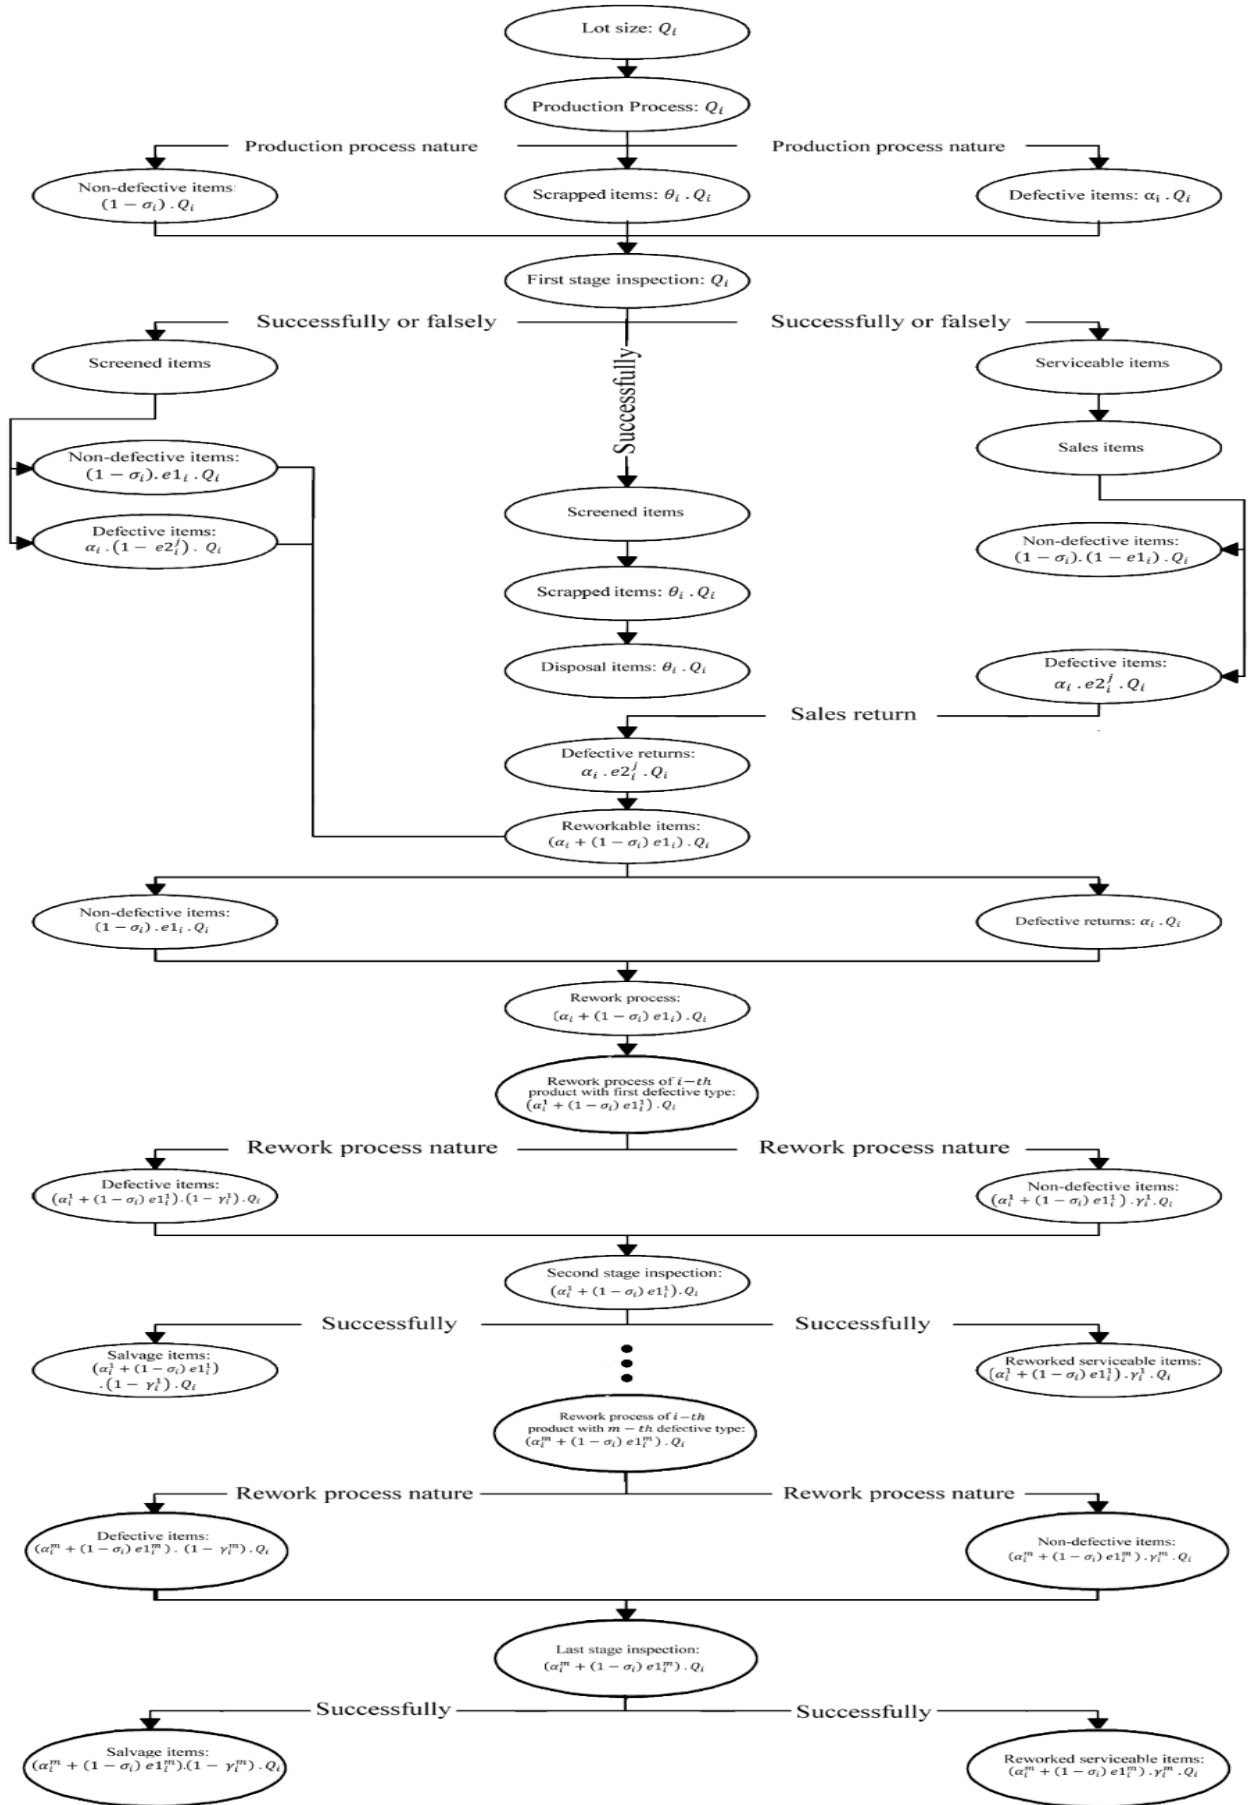 Lot size: Qᵢ
Production Process: Qᵢ
Production process nature
Production process nature
Non-defective items:
(1 − σᵢ) . Qᵢ
Scrapped items: θᵢ . Qᵢ
Defective items: αᵢ . Qᵢ
First stage inspection: Qᵢ
Successfully or falsely
Successfully or falsely
Successfully
Screened items
Serviceable items
Sales items
Non-defective items:
(1 − σᵢ). e1ᵢ . Qᵢ
Screened items
Defective items:
αᵢ . (1 − e2ᵢʲ) . Qᵢ
Non-defective items:
(1 − σᵢ). (1 − e1ᵢ) . Qᵢ
Scrapped items: θᵢ . Qᵢ
Disposal items: θᵢ . Qᵢ
Defective items:
αᵢ . e2ᵢʲ . Qᵢ
Sales return
Defective returns:
αᵢ . e2ᵢʲ . Qᵢ
Reworkable items:
(αᵢ + (1 − σᵢ) e1ᵢ) . Qᵢ
Non-defective items:
(1 − σᵢ) . e1ᵢ . Qᵢ
Defective returns: αᵢ . Qᵢ
Rework process:
(αᵢ + (1 − σᵢ) e1ᵢ) . Qᵢ
Rework process of i−th
product with first defective type:
(αᵢ¹ + (1 − σᵢ) e1ᵢ¹) . Qᵢ
Rework process nature
Rework process nature
Defective items:
(αᵢ¹ + (1 − σᵢ) e1ᵢ¹).(1 − γᵢ¹). Qᵢ
Non-defective items:
(αᵢ¹ + (1 − σᵢ) e1ᵢ¹) . γᵢ¹. Qᵢ
Second stage inspection:
(αᵢ¹ + (1 − σᵢ) e1ᵢ¹). Qᵢ
Successfully
Successfully
Salvage items:
(αᵢ¹ + (1 − σᵢ) e1ᵢ¹)
.(1 − γᵢ¹). Qᵢ
Reworked serviceable items:
(αᵢ¹ + (1 − σᵢ) e1ᵢ¹) . γᵢ¹ . Qᵢ
Rework process of i−th
product with m − th defective type:
(αᵢᵐ + (1 − σᵢ) e1ᵢᵐ) . Qᵢ
Rework process nature
Rework process nature
Defective items:
(αᵢᵐ + (1 − σᵢ) e1ᵢᵐ) . (1 − γᵢᵐ) . Qᵢ
Non-defective items:
(αᵢᵐ + (1 − σᵢ) e1ᵢᵐ) . γᵢᵐ . Qᵢ
Last stage inspection:
(αᵢᵐ + (1 − σᵢ) e1ᵢᵐ) . Qᵢ
Successfully
Successfully
Salvage items:
(αᵢᵐ + (1 − σᵢ) e1ᵢᵐ).(1 − γᵢᵐ) . Qᵢ
Reworked serviceable items:
(αᵢᵐ + (1 − σᵢ) e1ᵢᵐ) . γᵢᵐ . Qᵢ